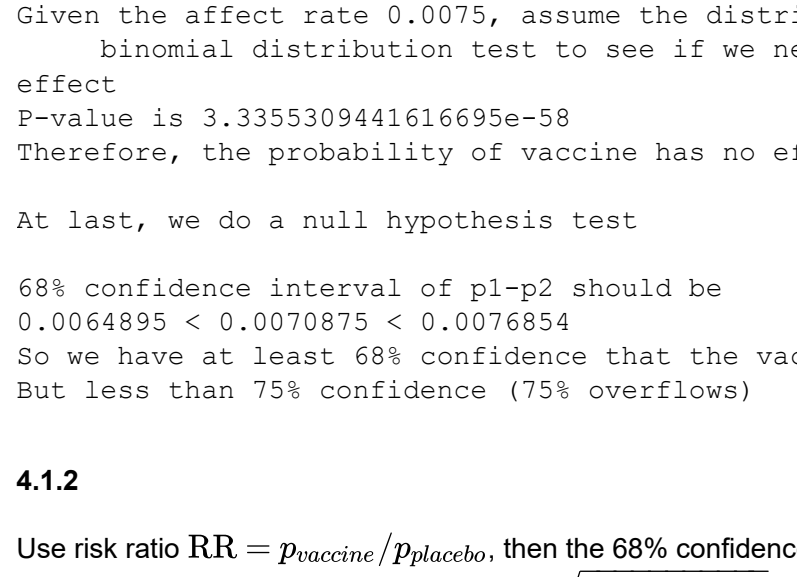 Given the affect rate 0.0075, assume the distri
binomial distribution test to see if we ne
effect
P-value is 3.3355309441616695e-58
Therefore, the probability of vaccine has no ef
At last, we do a null hypothesis test
68% confidence interval of p1-p2 should be
0.0064895 < 0.0070875 < 0.0076854
So we have at least 68% confidence that the vac
But less than 75% confidence (75% overflows)
4.1.2
Use risk ratio RR = p_{vaccine}/p_{placebo}, then the 68% confidenc